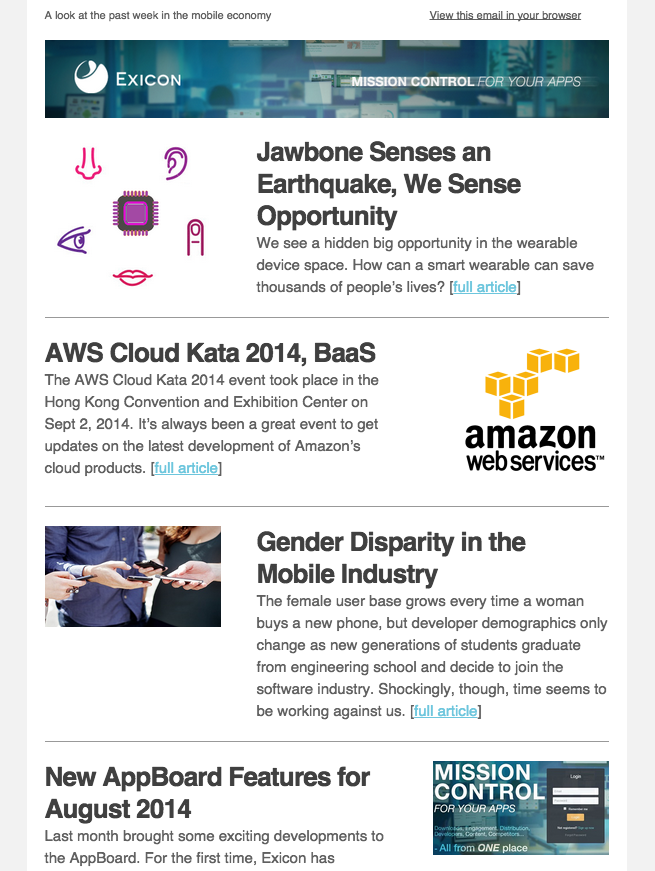 A look at the past week in the mobile economy
View this email in your browser
EXICON
MISSION CONTROL FOR YOUR APPS
Jawbone Senses an
Earthquake, We Sense
Opportunity
We see a hidden big opportunity in the wearable
device space. How can a smart wearable can save
thousands of people's lives? [full article]
AWS Cloud Kata 2014, BaaS
The AWS Cloud Kata 2014 event took place in the
Hong Kong Convention and Exhibition Center on
Sept 2, 2014. It's always been a great event to get
updates on the latest development of Amazon's
cloud products. [full article]
amazon
web services™
Gender Disparity in the
Mobile Industry
The female user base grows every time a woman
buys a new phone, but developer demographics only
change as new generations of students graduate
from engineering school and decide to join the
software industry. Shockingly, though, time seems to
be working against us. [full article]
New AppBoard Features for
August 2014
Last month brought some exciting developments to
the AppBoard. For the first time, Exicon has
MISSION
CONTROL
FOR YOUR APPS
Downloads, Engagement, Distribution,
Developers, Content, Competitors...
- All from ONE place
Login